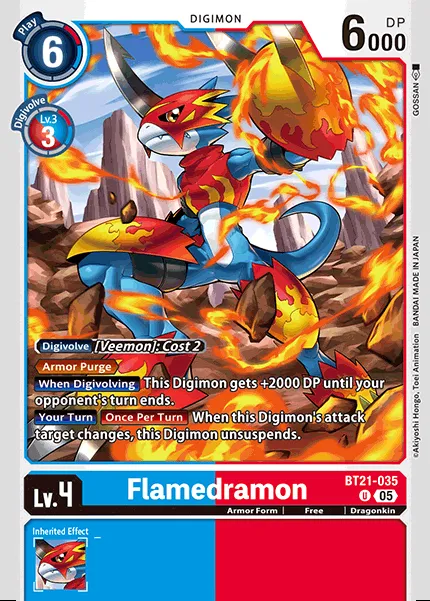 Play
6
DIGIMON
6000
DP
Digivolve
Lv.3
3
GOSSAN
©Akiyoshi Hongo, Toei Animation BANDAI MADE IN JAPAN
Digivolve [Veemon]: Cost 2
Armor Purge
When Digivolving This Digimon gets +2000 DP until your
opponent's turn ends.
Your Turn Once Per Turn When this Digimon's attack
target changes, this Digimon unsuspends.
Lv.4
Flamedramon
BT21-035
U 05
Armor Form | Free | Dragonkin
Inherited Effect
—